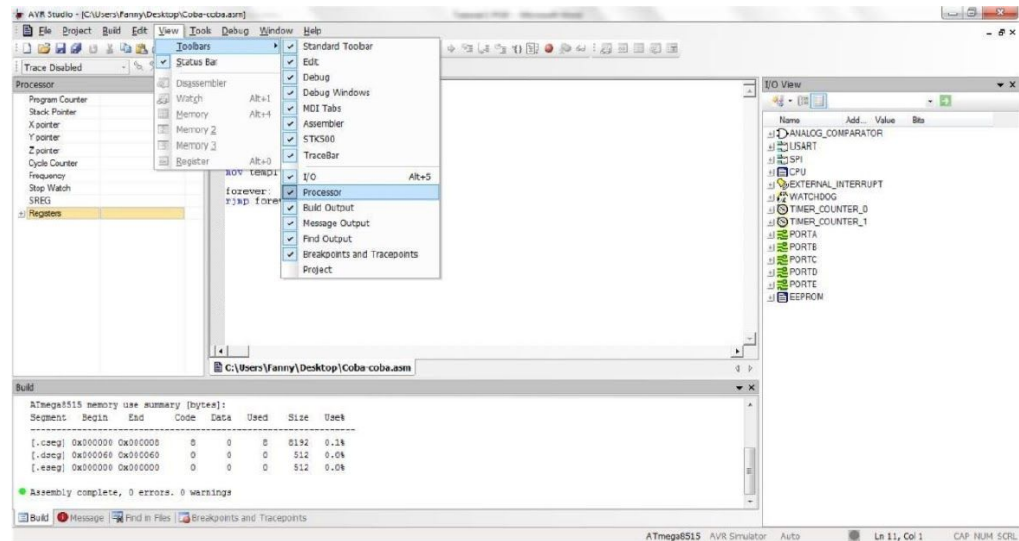 AVR Studio - [C:\Users\Fanny\Desktop\Coba-coba.asm]
File Project Build Edit View Tools Debug Window Help
Trace Disabled
Toolbars
Status Bar
Disassembler
Watch Alt+1
Memory Alt+4
Memory 2
Memory 3
Register Alt+0
Standard Toolbar
Edit
Debug
Debug Windows
MDI Tabs
Assembler
STK500
TraceBar
I/O Alt+5
Processor
Build Output
Message Output
Find Output
Breakpoints and Tracepoints
Project
Processor
Program Counter
Stack Pointer
X pointer
Y pointer
Z pointer
Cycle Counter
Frequency
Stop Watch
SREG
Registers
mov temp1
forever:
rjmp
C:\Users\Fanny\Desktop\Coba-coba.asm
I/O View
Name Add... Value Bits
ANALOG_COMPARATOR
USART
SPI
CPU
EXTERNAL_INTERRUPT
WATCHDOG
TIMER_COUNTER_0
TIMER_COUNTER_1
PORTA
PORTB
PORTC
PORTD
PORTE
EEPROM
Build
ATmega8515 memory use summary [bytes]:
Segment Begin End Code Data Used Size Use%
[.cseg] 0x000000 0x000008 8 0 8 8192 0.1%
[.dseg] 0x000060 0x000060 0 0 0 512 0.0%
[.eseg] 0x000000 0x000000 0 0 0 512 0.0%
Assembly complete, 0 errors. 0 warnings
Build Message Find in Files Breakpoints and Tracepoints
ATmega8515 AVR Simulator Auto Ln 11, Col 1 CAP NUM SCRL